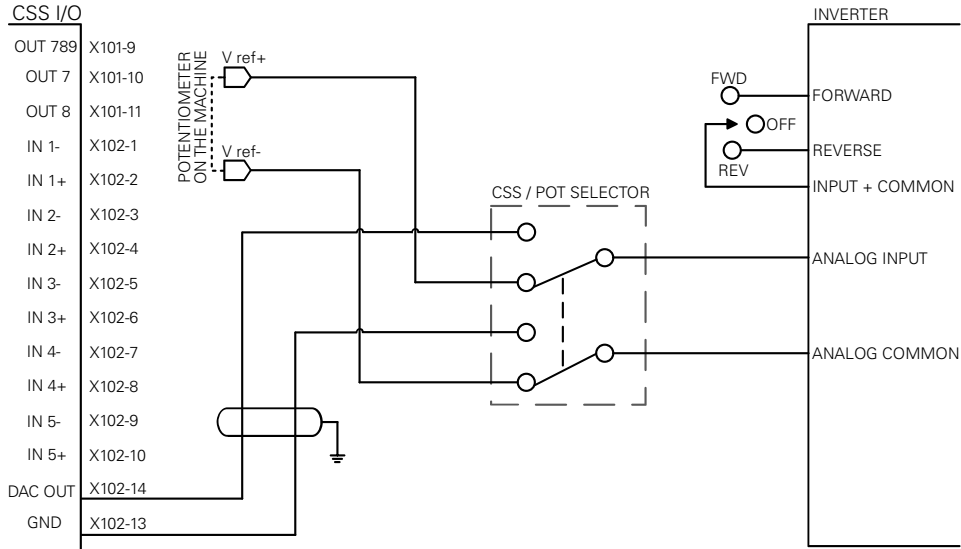 CSS I/O
OUT 789 X101-9
OUT 7 X101-10
OUT 8 X101-11
IN 1- X102-1
IN 1+ X102-2
IN 2- X102-3
IN 2+ X102-4
IN 3- X102-5
IN 3+ X102-6
IN 4- X102-7
IN 4+ X102-8
IN 5- X102-9
IN 5+ X102-10
DAC OUT X102-14
GND X102-13
POTENTIOMETER
ON THE MACHINE
V ref+
V ref-
CSS / POT SELECTOR
INVERTER
FWD
FORWARD
OFF
REVERSE
REV
INPUT + COMMON
ANALOG INPUT
ANALOG COMMON